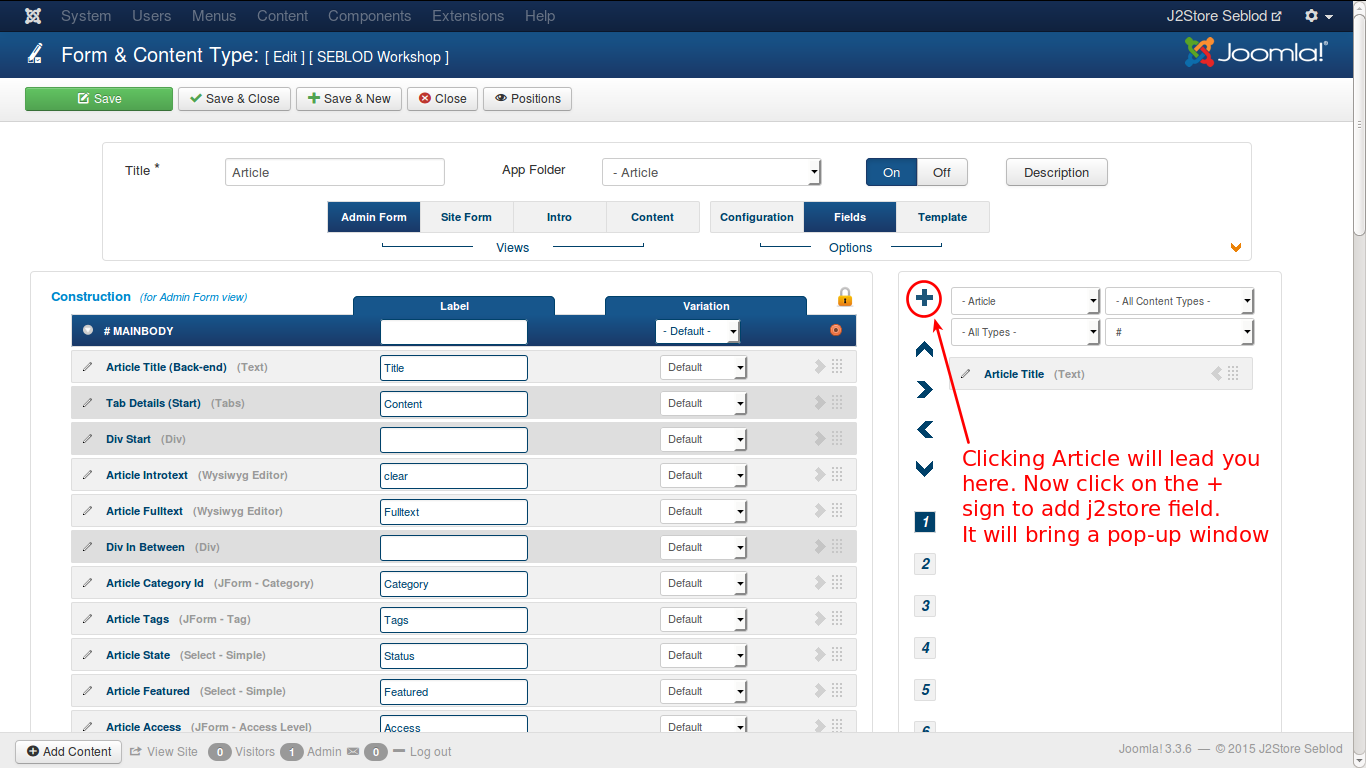 System Users Menus Content Components Extensions Help J2Store Seblod
Form & Content Type: [ Edit ] [ SEBLOD Workshop ] Joomla!
Save Save & Close Save & New Close Positions
Title * Article App Folder - Article On Off Description
Admin Form Site Form Intro Content Configuration Fields Template
Views Options
Construction (for Admin Form view) Label Variation
- Article - All Content Types -
# MAINBODY - Default - - All Types - #
Article Title (Back-end) (Text) Title Default
Article Title (Text)
Tab Details (Start) (Tabs) Content Default
Div Start (Div) Default
Article Introtext (Wysiwyg Editor) clear Default
Article Fulltext (Wysiwyg Editor) Fulltext Default
Div In Between (Div) Default
Article Category Id (JForm - Category) Category Default
Article Tags (JForm - Tag) Tags Default
Article State (Select - Simple) Status Default
Article Featured (Select - Simple) Featured Default
Article Access (JForm - Access Level) Access Default
Clicking Article will lead you
here. Now click on the +
sign to add j2store field.
It will bring a pop-up window
1
2
3
4
5
6
Add Content View Site 0 Visitors 1 Admin 0 Log out Joomla! 3.3.6 — © 2015 J2Store Seblod